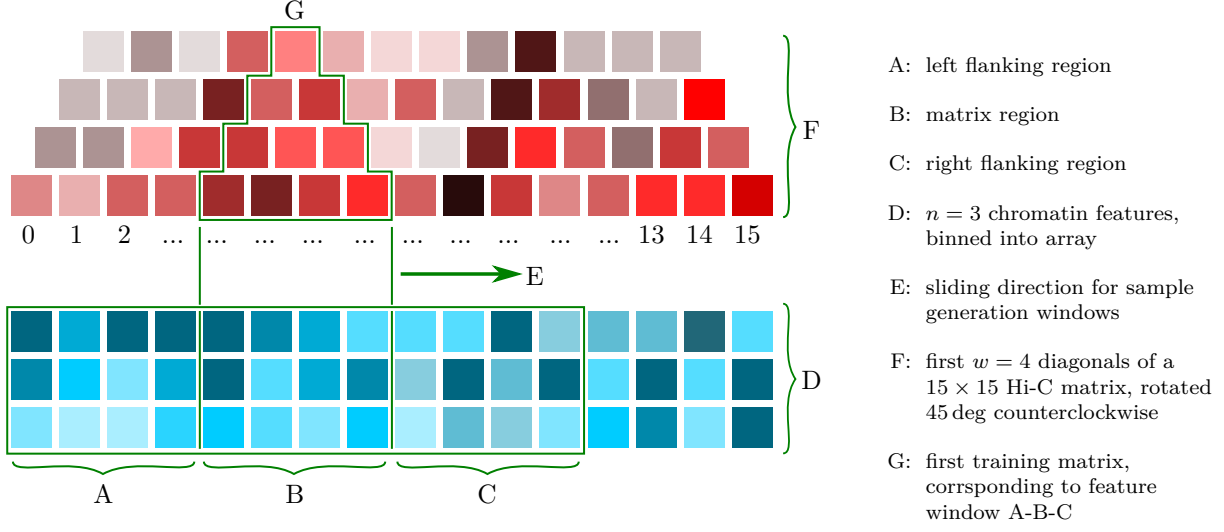 G
A: left flanking region
B: matrix region
F
C: right flanking region
0 1 2 ... ... ... ... ... ... ... ... ... ... 13 14 15
D: n = 3 chromatin features,
binned into array
E
E: sliding direction for sample
generation windows
D
F: first w = 4 diagonals of a
15 × 15 Hi-C matrix, rotated
45 deg counterclockwise
A B C
G: first training matrix,
corrsponding to feature
window A-B-C